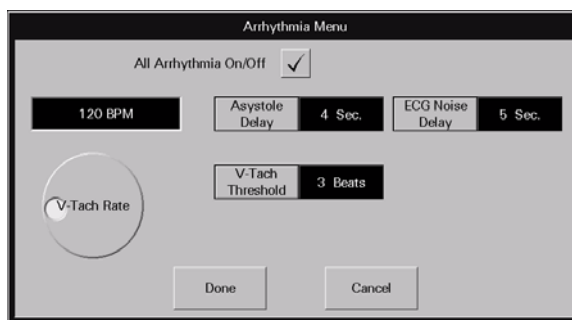 Arrhythmia Menu
All Arrhythmia On/Off
120 BPM
Asystole
Delay
4 Sec.
ECG Noise
Delay
5 Sec.
V-Tach Rate
V-Tach
Threshold
3 Beats
Done
Cancel